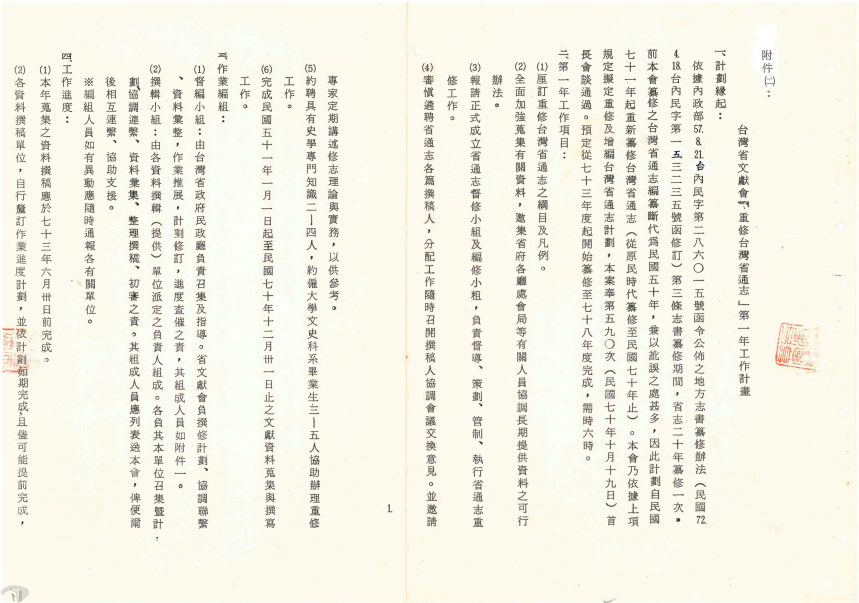 附件㈡：
台灣省文獻會「重修台灣省通志」第一年工作計畫
一、計劃緣起：
依據內政部57.8.21.台內民字第二八六〇一五號函令公佈之地方志書纂修辦法（民國72.
4.18.台內民字第一五三二三五號函修訂）第三條志書纂修期間，省志二十年纂修一次。
前本會纂修之台灣省通志編纂斷代為民國五十年，兼以訛誤之處甚多，因此計劃自民國
七十一年起重新纂修台灣省通志（從原民時代纂修至民國七十年止）。本會乃依據上項
規定擬定重修及增編台灣省通志計劃，本案奉第五九〇次（民國七十年十月十九日）首
長會談通過。預定從七十三年度起開始纂修至七十八年度完成，需時六時。
二、第一年工作項目：
⑴厘訂重修台灣省通志之綱目及凡例。
⑵全面加強蒐集有關資料，邀集省府各廳處會局等有關人員協調長期提供資料之可行
辦法。
⑶報請正式成立省通志督修小組及編修小粗，負責督導、策劃、管制、執行省通志重
修工作。
⑷審慎遴聘省通志各篇撰稿人，分配工作隨時召開撰稿人協調會議交換意見。並邀請
1.
專家定期講述修志理論與實務，以供參考。
⑸約聘具有史學專門知識二－四人，約僱大學文史科系畢業生三－五人協助辦理重修
工作。
⑹完成民國五十一年一月一日起至民國七十年十二月卅一日止之文獻資料蒐集與撰寫
工作。
三、作業編組：
⑴督編小組：由台灣省政府民政廳負責召集及指導。省文獻會負撰修計劃、協調聯繫
、資料彙整，作業推展，計劃修訂，進度查催之責，其組成人員如附件一。
⑵撰輯小組：由各資料撰輯（提供）單位派定之負責人組成。各負其本單位召集暨計
劃、協調連繫、資料彙集、整理撰稿、初審之責。其組成人員應列表送本會，俾便爾
後相互連繫、協助支援。
※編組人員如有異動應隨時通報各有關單位。
四、工作進度：
⑴本年蒐集之資料撰稿應於七十三年六月卅日前完成。
⑵各資料撰稿單位，自行釐訂作業進度計劃，並依計劃如期完成，且儘可能提前完成，